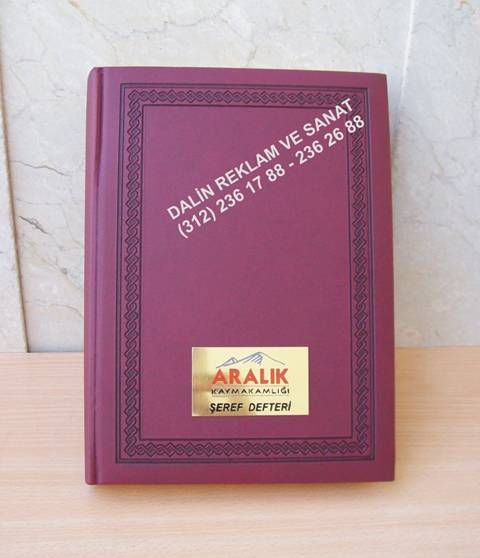 DALİN REKLAM VE SANAT
(312) 236 17 88 - 236 26 88
ARALIK
KAYMAKAMLIĞI
ŞEREF DEFTERİ